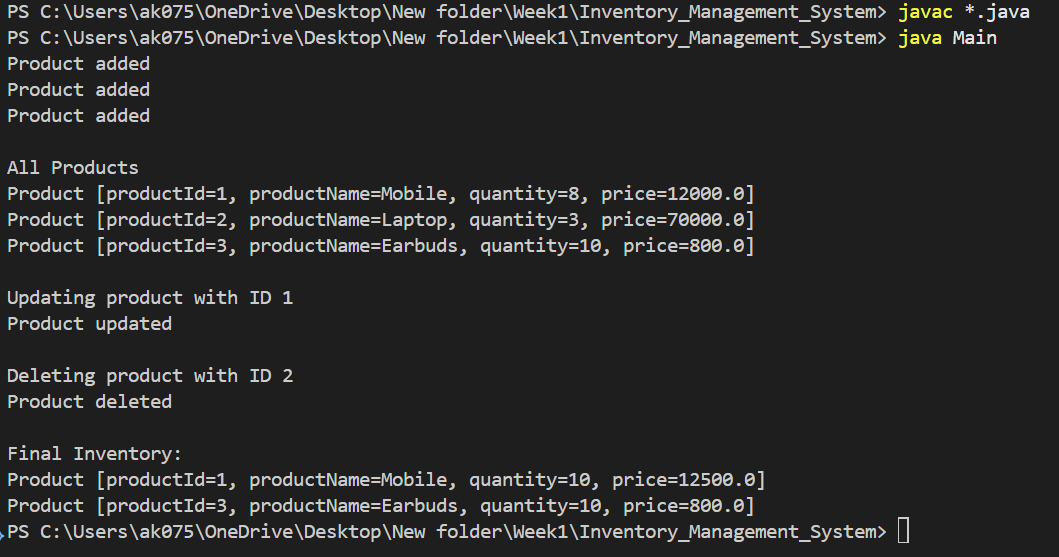 PS C:\Users\ak075\OneDrive\Desktop\New folder\Week1\Inventory_Management_System> javac *.java
PS C:\Users\ak075\OneDrive\Desktop\New folder\Week1\Inventory_Management_System> java Main
Product added
Product added
Product added
All Products
Product [productId=1, productName=Mobile, quantity=8, price=12000.0]
Product [productId=2, productName=Laptop, quantity=3, price=70000.0]
Product [productId=3, productName=Earbuds, quantity=10, price=800.0]
Updating product with ID 1
Product updated
Deleting product with ID 2
Product deleted
Final Inventory:
Product [productId=1, productName=Mobile, quantity=10, price=12500.0]
Product [productId=3, productName=Earbuds, quantity=10, price=800.0]
PS C:\Users\ak075\OneDrive\Desktop\New folder\Week1\Inventory_Management_System>